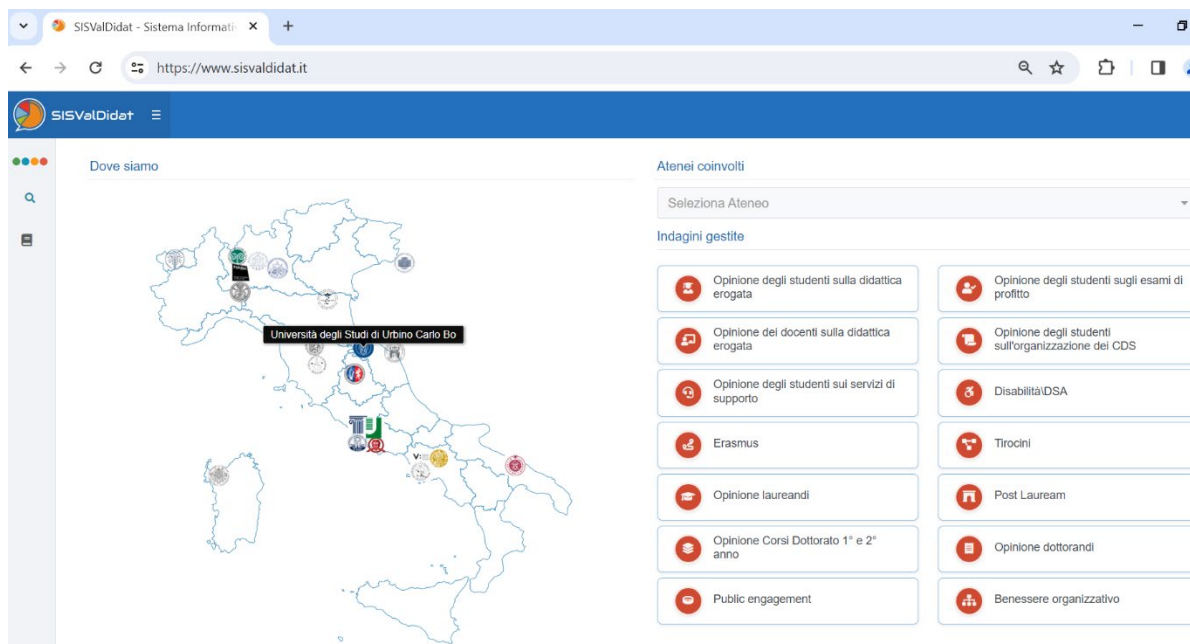 SISValDidat - Sistema Informati
https://www.sisvaldidat.it
SISValDidat
Dove siamo
Università degli Studi di Urbino Carlo Bo
Atenei coinvolti
Seleziona Ateneo
Indagini gestite
Opinione degli studenti sulla didattica
erogata
Opinione degli studenti sugli esami di
profitto
Opinione dei docenti sulla didattica
erogata
Opinione degli studenti
sull'organizzazione dei CDS
Opinione degli studenti sui servizi di
supporto
Disabilità\DSA
Erasmus
Tirocini
Opinione laureandi
Post Lauream
Opinione Corsi Dottorato 1° e 2°
anno
Opinione dottorandi
Public engagement
Benessere organizzativo